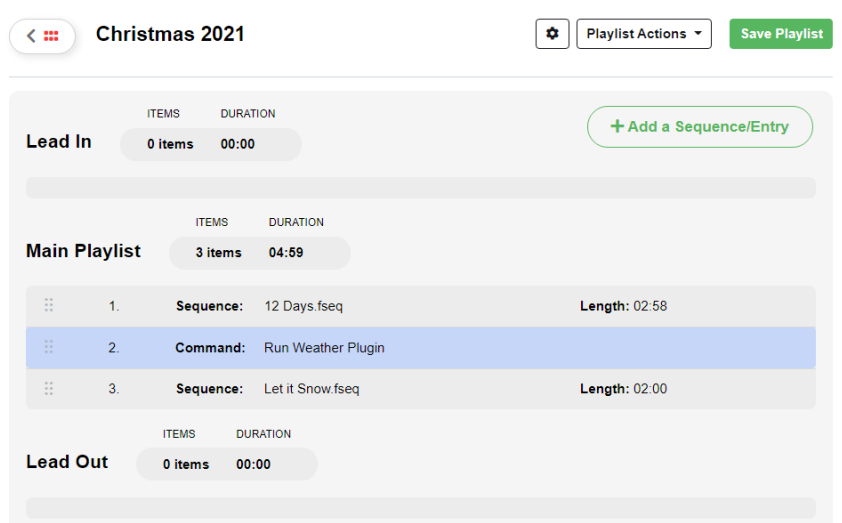 Christmas 2021
Playlist Actions
Save Playlist
ITEMS DURATION
Lead In 0 items 00:00
+ Add a Sequence/Entry
ITEMS DURATION
Main Playlist 3 items 04:59
1. Sequence: 12 Days.fseq Length: 02:58
2. Command: Run Weather Plugin
3. Sequence: Let it Snow.fseq Length: 02:00
ITEMS DURATION
Lead Out 0 items 00:00